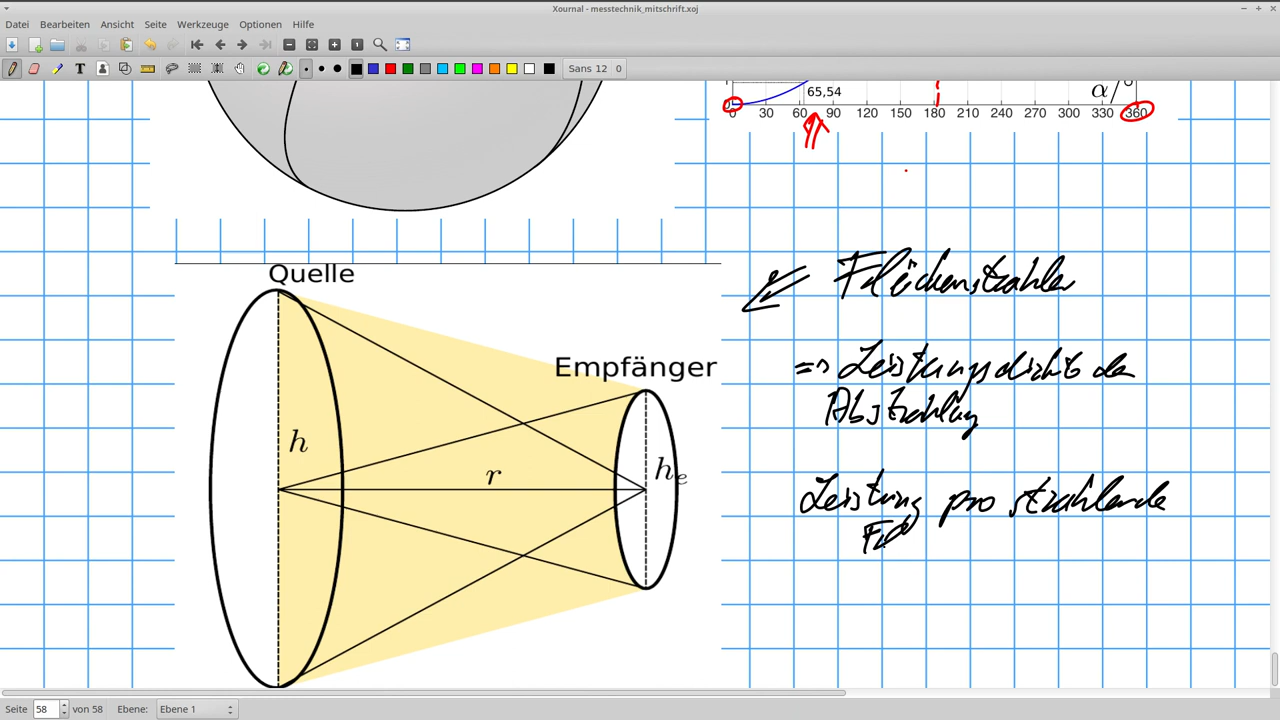 Xournal - messtechnik_mitschrift.xoj
Datei Bearbeiten Ansicht Seite Werkzeuge Optionen Hilfe
Sans 12 0
65,54
α/°
0 30 60 90 120 150 180 210 240 270 300 330 360
Quelle
Flächenstrahler
Empfänger
=> Leistungsdichte der
Abstrahlung
h
r
h_e
Leistung pro strahlende
Seite 58 von 58 Ebene: Ebene 1